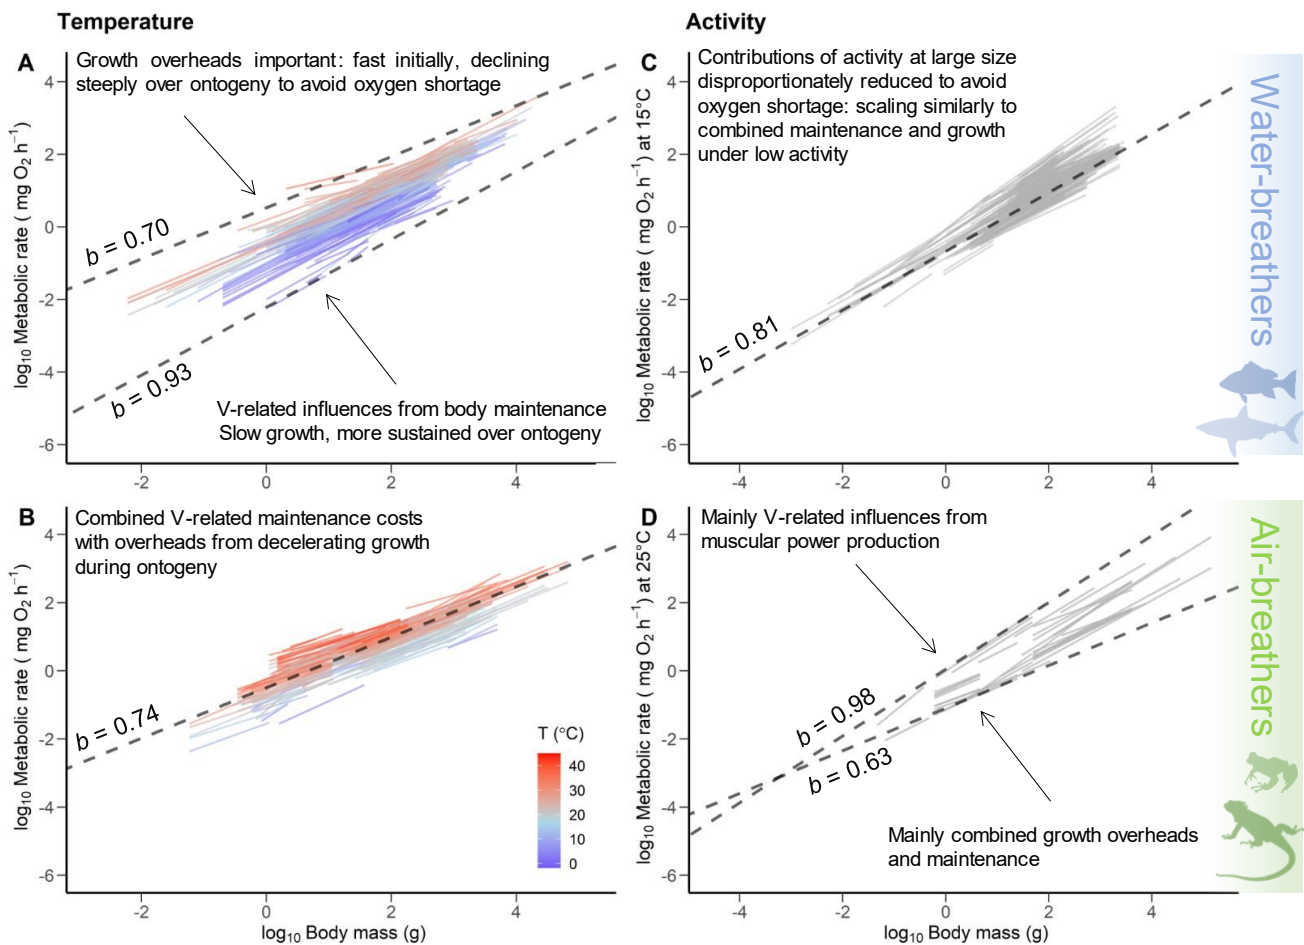 Temperature
Activity
A
Growth overheads important: fast initially, declining
steeply over ontogeny to avoid oxygen shortage
b = 0.70
b = 0.93
V-related influences from body maintenance
Slow growth, more sustained over ontogeny
log10 Metabolic rate ( mg O2 h−1)
4
2
0
-2
-4
-6
-2
0
2
4
C
Contributions of activity at large size
disproportionately reduced to avoid
oxygen shortage: scaling similarly to
combined maintenance and growth
under low activity
b = 0.81
log10 Metabolic rate ( mg O2 h−1) at 15°C
4
2
0
-2
-4
-6
-4
-2
0
2
4
Water-breathers
B
Combined V-related maintenance costs
with overheads from decelerating growth
during ontogeny
b = 0.74
T (°C)
40
30
20
10
0
log10 Metabolic rate ( mg O2 h−1)
4
2
0
-2
-4
-6
-2
0
2
4
log10 Body mass (g)
D
Mainly V-related influences from
muscular power production
b = 0.98
b = 0.63
Mainly combined growth overheads
and maintenance
log10 Metabolic rate ( mg O2 h−1) at 25°C
4
2
0
-2
-4
-6
-4
-2
0
2
4
log10 Body mass (g)
Air-breathers